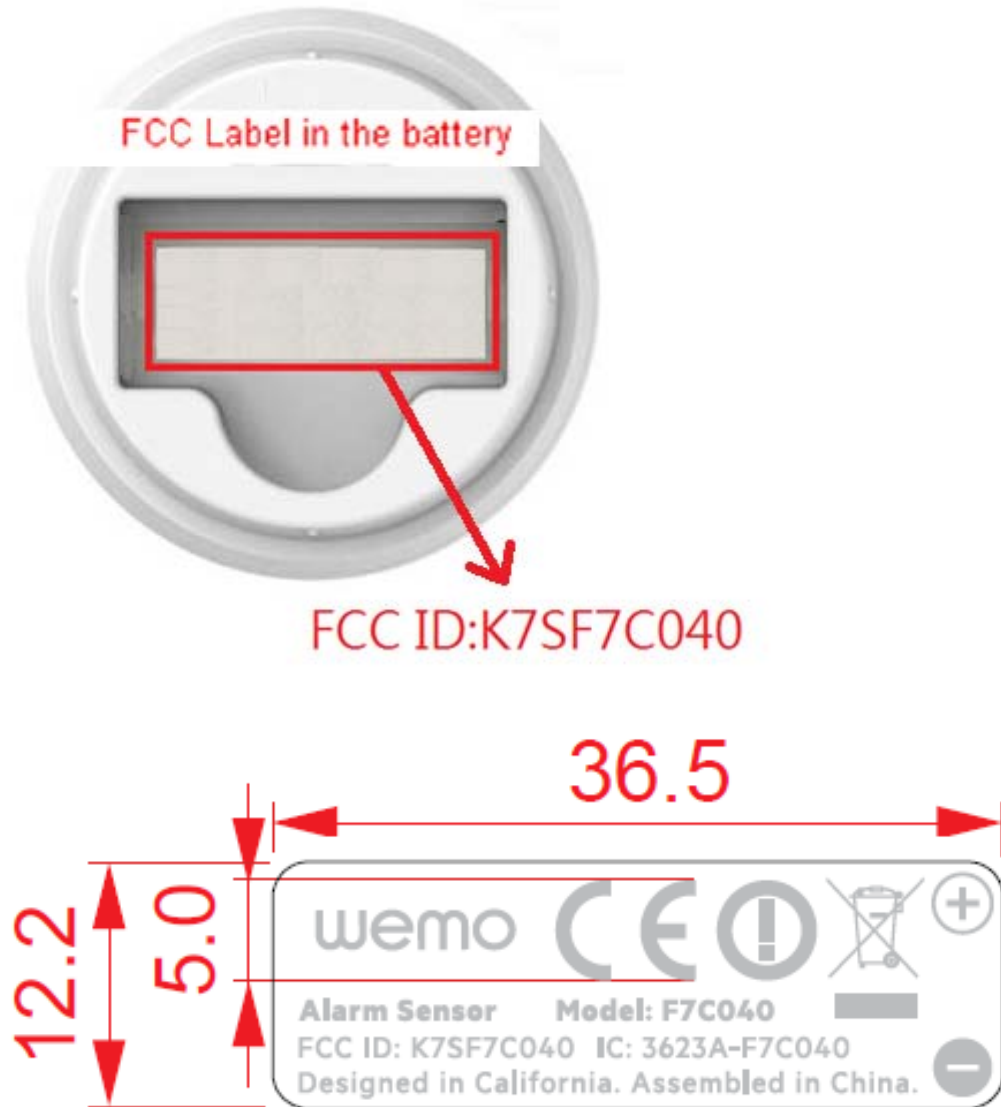 FCC Label in the battery
FCC ID:K7SF7C040
36.5
12.2
5.0
wemo CE
Alarm Sensor Model: F7C040
FCC ID: K7SF7C040 IC: 3623A-F7C040
Designed in California. Assembled in China.